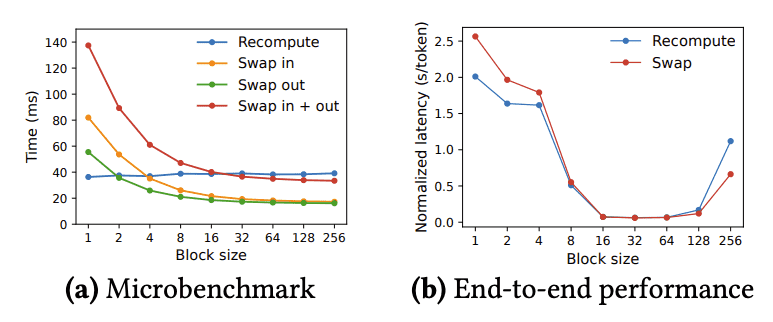 Time (ms)
140
120
100
80
60
40
20
0
Recompute
Swap in
Swap out
Swap in + out
1 2 4 8 16 32 64 128 256
Block size
(a) Microbenchmark
Normalized latency (s/token)
2.5
2.0
1.5
1.0
0.5
0.0
Recompute
Swap
1 2 4 8 16 32 64 128 256
Block size
(b) End-to-end performance